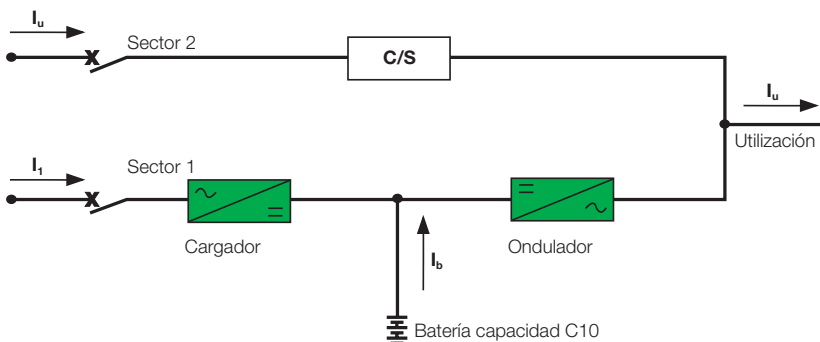 Iu
Sector 2
C/S
Iu
Utilización
I1
Sector 1
Cargador
Ondulador
Ib
Batería capacidad C10